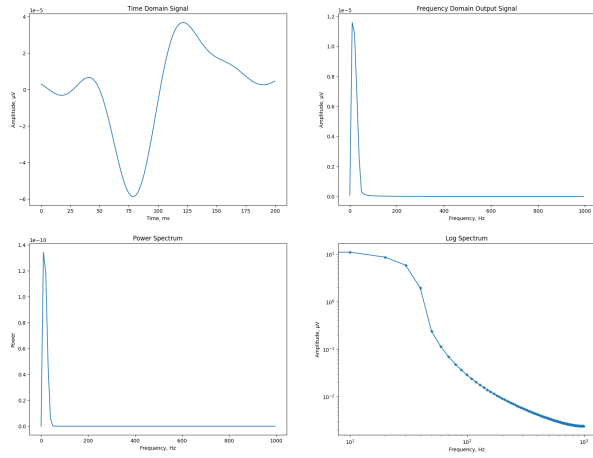 Time Domain Signal
1e−5
4
2
0
−2
−4
−6
Amplitude, μV
0 25 50 75 100 125 150 175 200
Time, ms
Frequency Domain Output Signal
1e−5
1.2
1.0
0.8
0.6
0.4
0.2
0.0
Amplitude, μV
0 200 400 600 800 1000
Frequency, Hz
Power Spectrum
1e−10
1.4
1.2
1.0
0.8
0.6
0.4
0.2
0.0
Power
0 200 400 600 800 1000
Frequency, Hz
Log Spectrum
10¹
10⁰
10⁻¹
10⁻²
Amplitude, μV
10¹ 10² 10³
Frequency, Hz